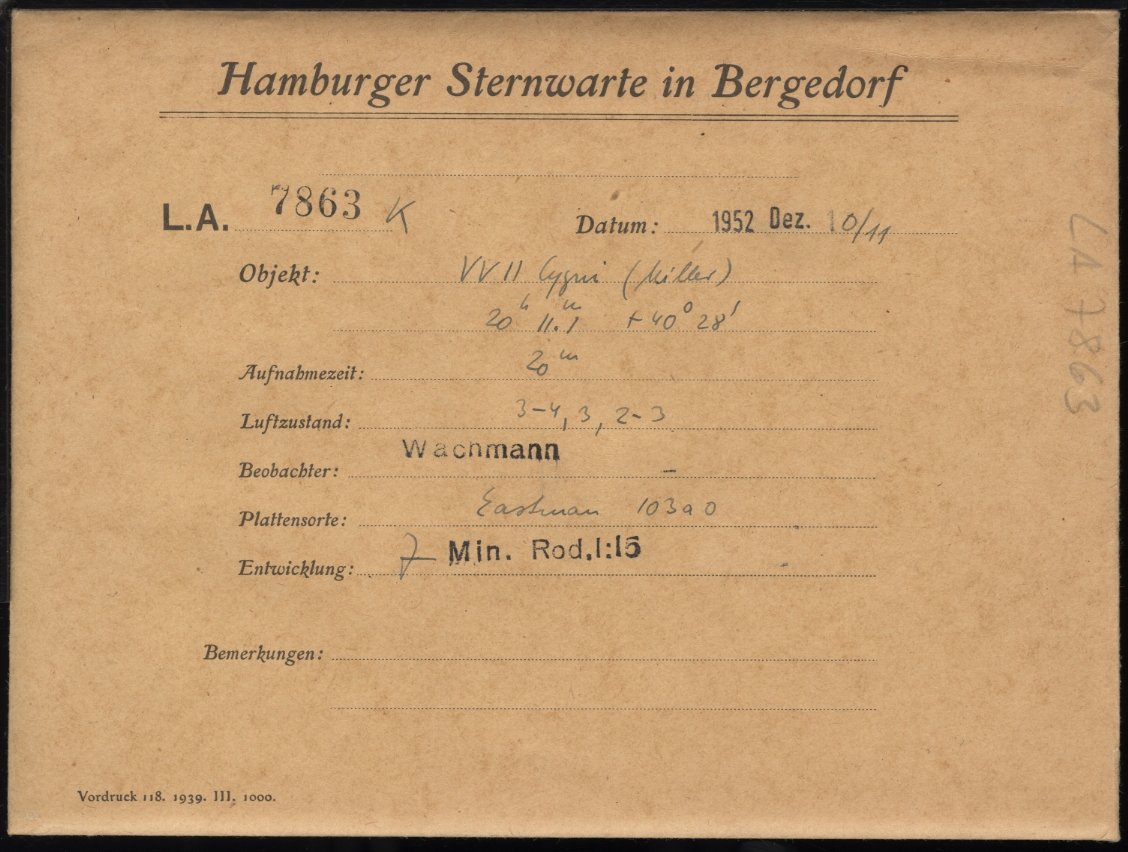 Hamburger Sternwarte in Bergedorf
L.A. 7863 K
Datum: 1952 Dez. 10/11
Objekt: VV 11 Cygni (Miller)
20h 11.m1 +40° 28'
Aufnahmezeit: 20m
Luftzustand: 3-4, 3, 2-3
Beobachter: Wachmann
Plattensorte: Eastman 103a0
Entwicklung: 7 Min. Rod.1:15
Bemerkungen:
Vordruck 118. 1939. III. 1000.
LA 7863